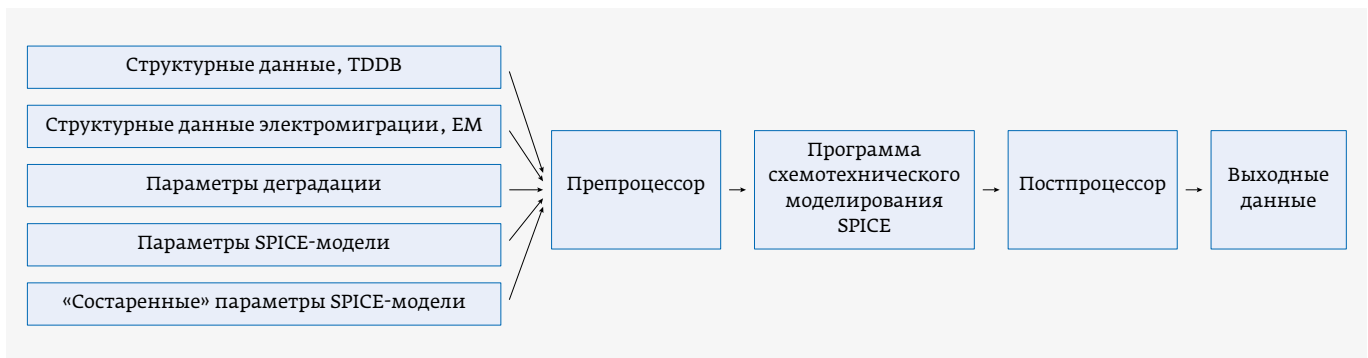 Структурные данные, TDDB
Структурные данные электромиграции, EM
Параметры деградации
Параметры SPICE-модели
«Состаренные» параметры SPICE-модели
Препроцессор
Программа
схемотехнического
моделирования
SPICE
Постпроцессор
Выходные
данные